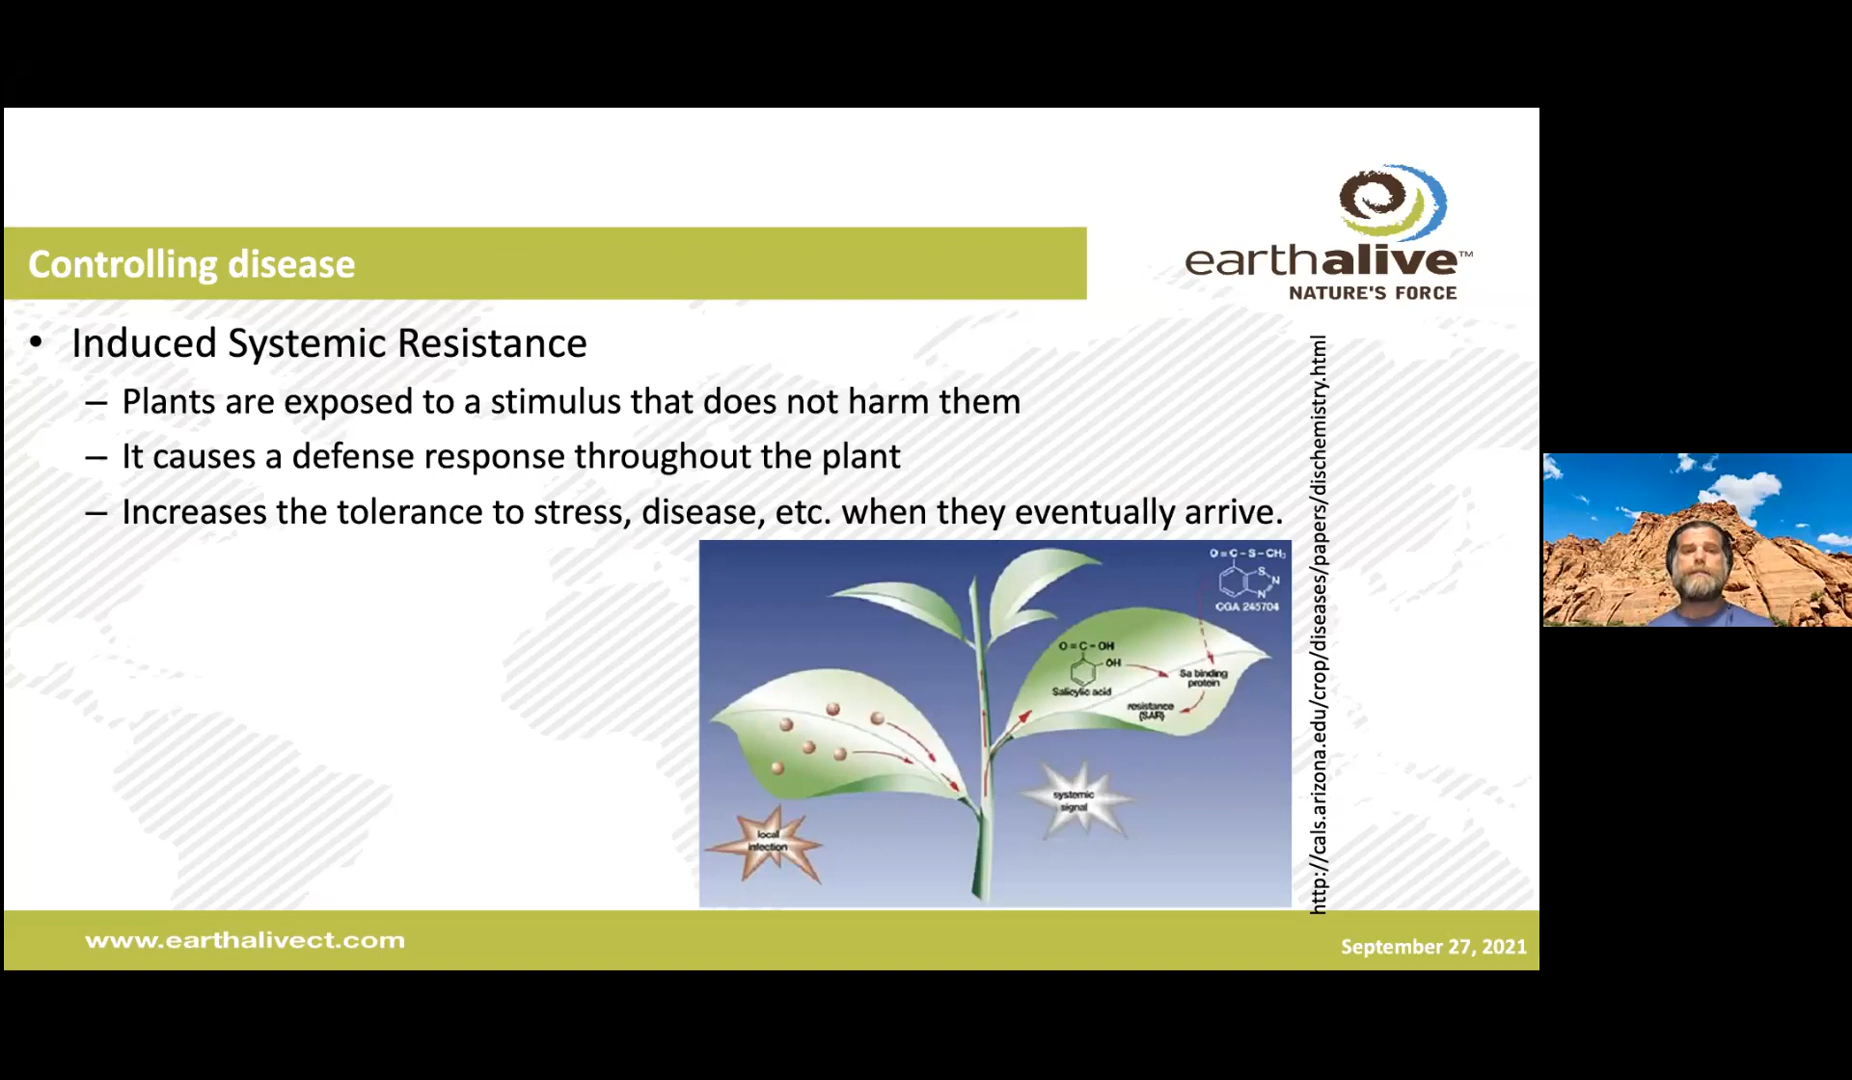 earthalive™
NATURE'S FORCE
Controlling disease
• Induced Systemic Resistance
– Plants are exposed to a stimulus that does not harm them
– It causes a defense response throughout the plant
– Increases the tolerance to stress, disease, etc. when they eventually arrive.
O=C-S-CH₃
S
N
N
CGA 245704
O=C-OH
OH
Salicylic acid
Sa binding
protein
resistance
(SAR)
systemic
signal
local
infection
http://cals.arizona.edu/crop/diseases/papers/dischemistry.html
www.earthalivect.com
September 27, 2021